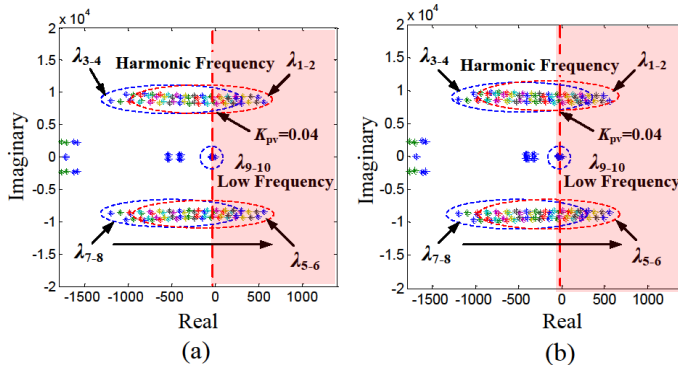 × 10⁴
2
1.5
1
0.5
0
-0.5
-1
-1.5
2
Imaginary
-1500
-1000
-500
0
500
1000
Real
λ3-4
Harmonic Frequency
λ1-2
Kpv=0.04
λ9-10
Low Frequency
λ7-8
λ5-6
(a)
× 10⁴
2
1.5
1
0.5
0
-0.5
-1
-1.5
2
Imaginary
-1500
-1000
-500
0
500
1000
Real
λ3-4
Harmonic Frequency
λ1-2
Kpv=0.04
λ9-10
Low Frequency
λ7-8
λ5-6
(b)